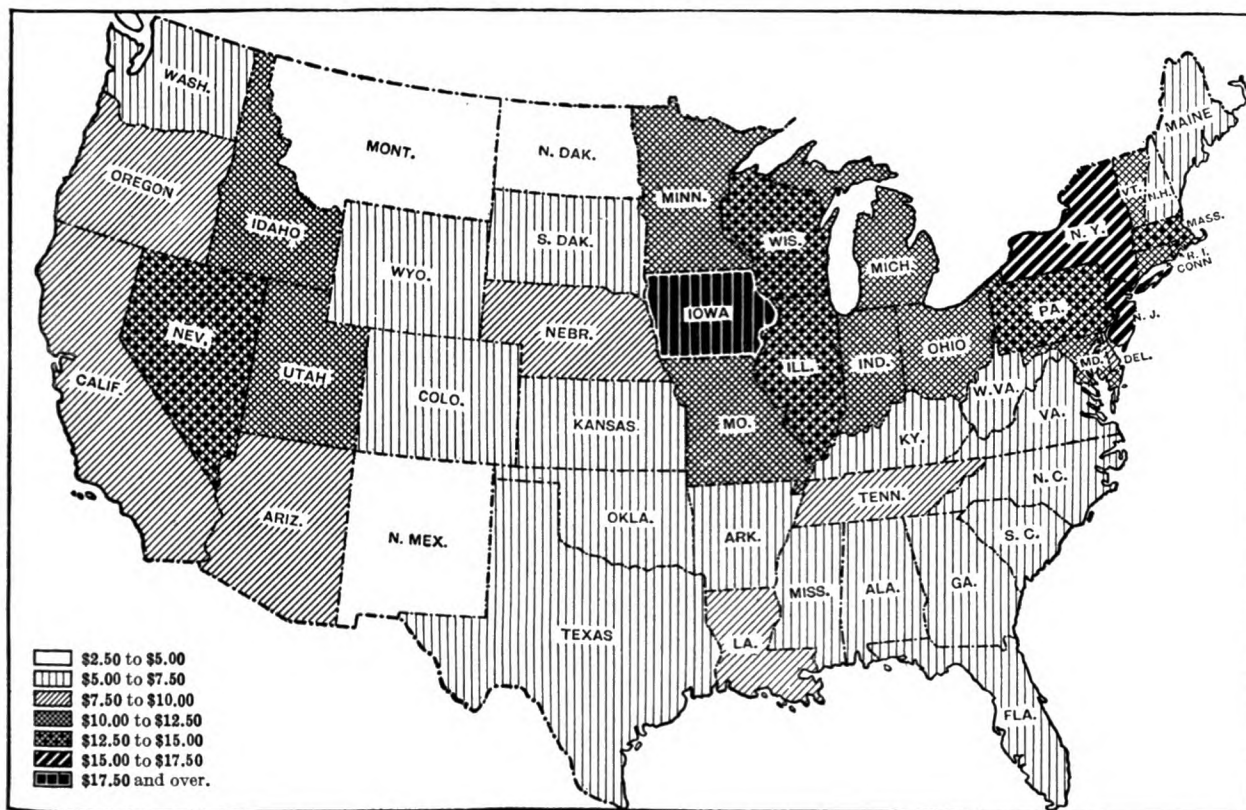 WASH.
MONT.
N. DAK.
MINN.
MAINE
OREGON
IDAHO
S. DAK.
WIS.
VT.
N.H.
MASS.
WYO.
MICH.
N. Y.
R. I.
CONN
NEV.
NEBR.
IOWA
PA.
N. J.
CALIF.
UTAH
COLO.
KANSAS.
MO.
ILL.
IND.
OHIO
MD.
DEL.
W. VA.
VA.
KY.
ARIZ.
N. MEX.
OKLA.
ARK.
TENN.
N. C.
S. C.
TEXAS
LA.
MISS.
ALA.
GA.
FLA.
$2.50 to $5.00
$5.00 to $7.50
$7.50 to $10.00
$10.00 to $12.50
$12.50 to $15.00
$15.00 to $17.50
$17.50 and over.